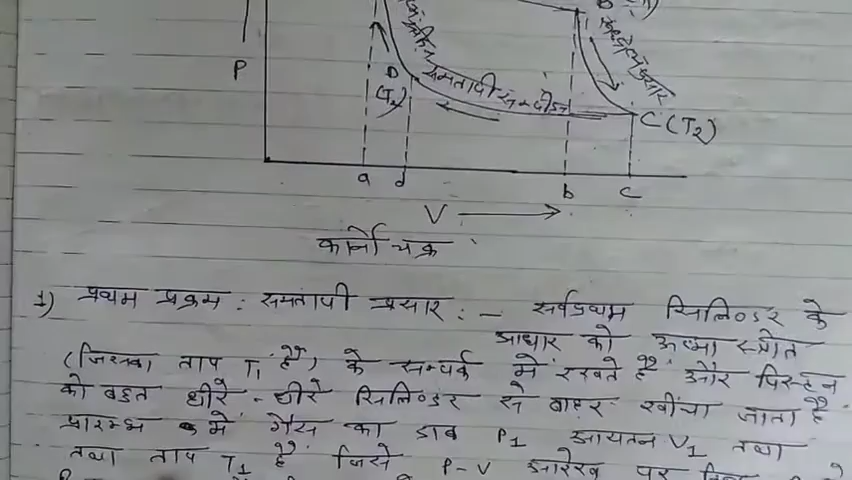 P
D
(T₂)
समतापी संपीडन
C (T₂)
a d b c
V
कार्नो चक्र
1) प्रथम प्रक्रम : समतापी प्रसार : - सर्वप्रथम सिलिण्डर के
आधार को ऊष्मा स्त्रोत
(जिसका ताप T₁ है) के सम्पर्क में रखते है और पिस्टन
को बहुत धीरे - धीरे सिलिण्डर से बाहर खींचा जाता है
प्रारम्भ में गैस का दाब P₁ आयतन V₁ तथा
तथा ताप T₁ है जिसे P-V आरेख पर